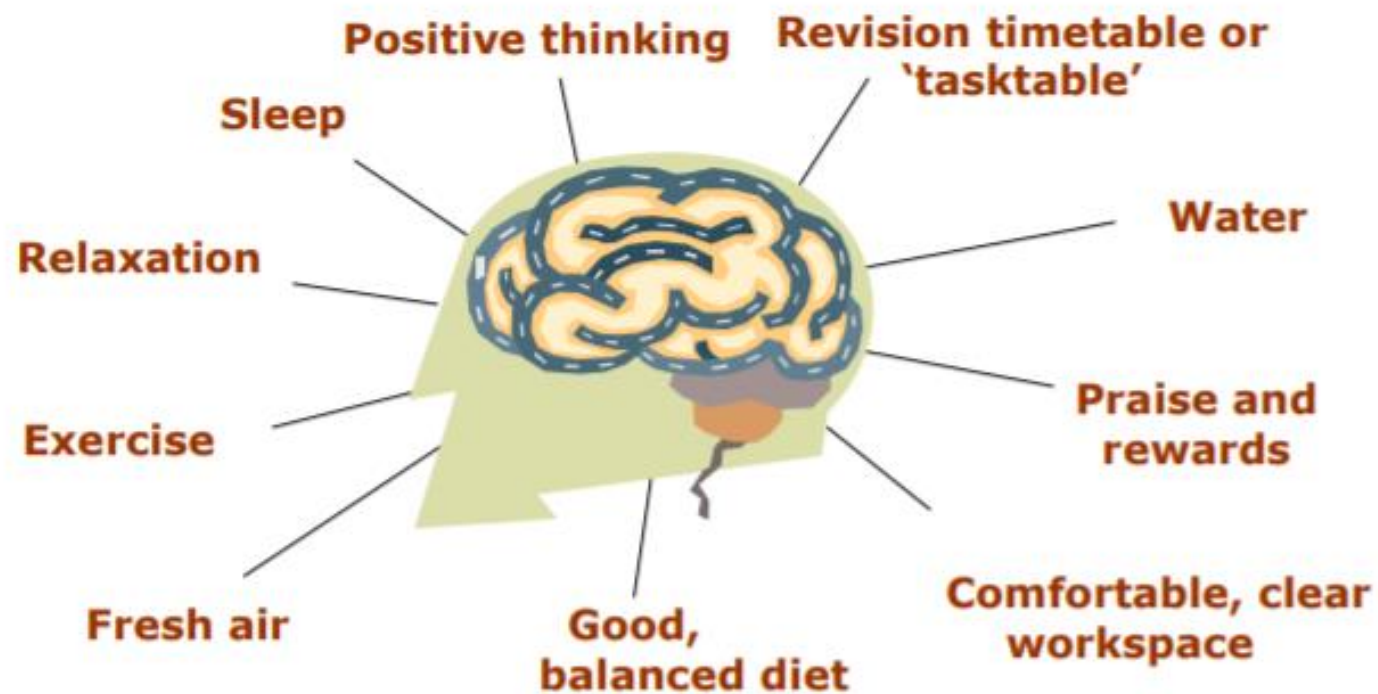 Positive thinking
Revision timetable or
‘tasktable’
Sleep
Water
Relaxation
Praise and
rewards
Exercise
Comfortable, clear
workspace
Fresh air
Good,
balanced diet